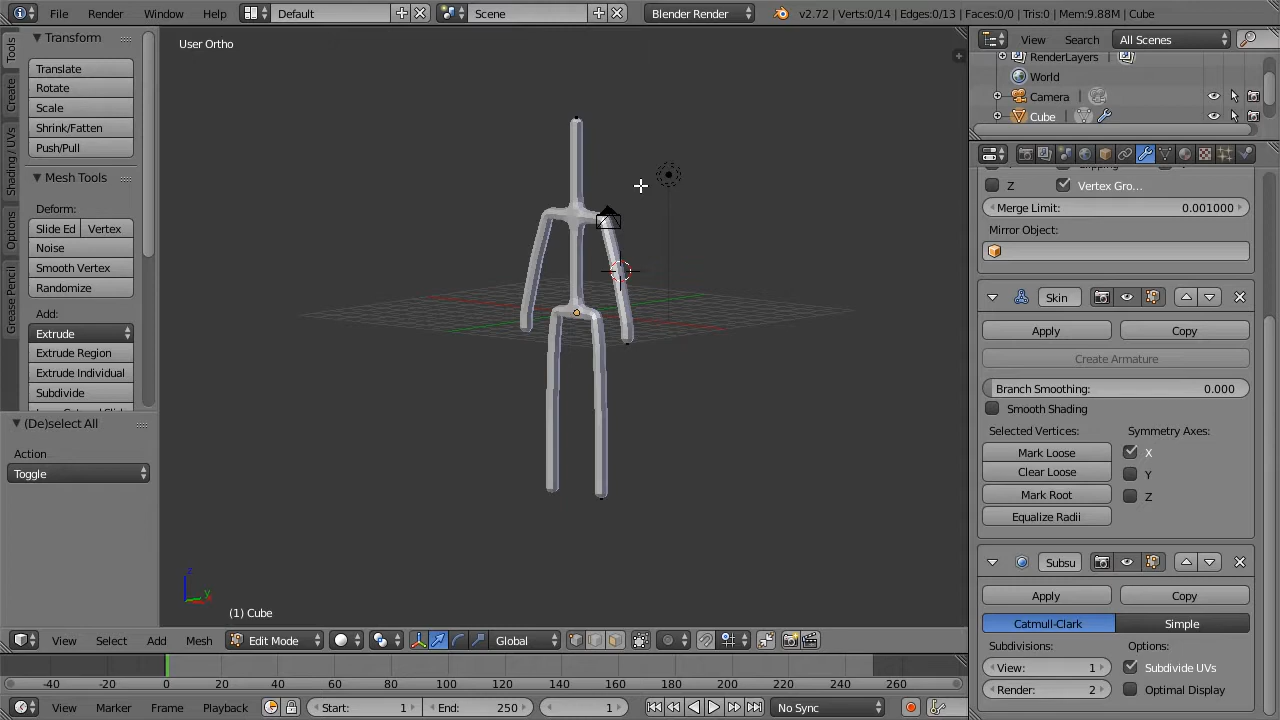 File Render Window Help Default Scene Blender Render v2.72 | Verts:0/14 | Edges:0/13 | Faces:0/0 | Tris:0 | Mem:9.88M | Cube
Tools
Create
Shading / UVs
Options
Grease Pencil
Transform
Translate
Rotate
Scale
Shrink/Fatten
Push/Pull
Mesh Tools
Deform:
Slide Ed Vertex
Noise
Smooth Vertex
Randomize
Add:
Extrude
Extrude Region
Extrude Individual
Subdivide
(De)select All
Action
Toggle
User Ortho
z
y
(1) Cube
View Select Add Mesh Edit Mode Global
-40 -20 0 20 40 60 80 100 120 140 160 180 200 220 240 260
View Marker Frame Playback Start: 1 End: 250 1 No Sync
View Search All Scenes
RenderLayers |
World
Camera |
Cube |
Z Vertex Gro...
Merge Limit: 0.001000
Mirror Object:
Skin
Apply Copy
Create Armature
Branch Smoothing: 0.000
Smooth Shading
Selected Vertices: Symmetry Axes:
Mark Loose X
Clear Loose Y
Mark Root Z
Equalize Radii
Subsu
Apply Copy
Catmull-Clark Simple
Subdivisions: Options:
View: 1 Subdivide UVs
Render: 2 Optimal Display